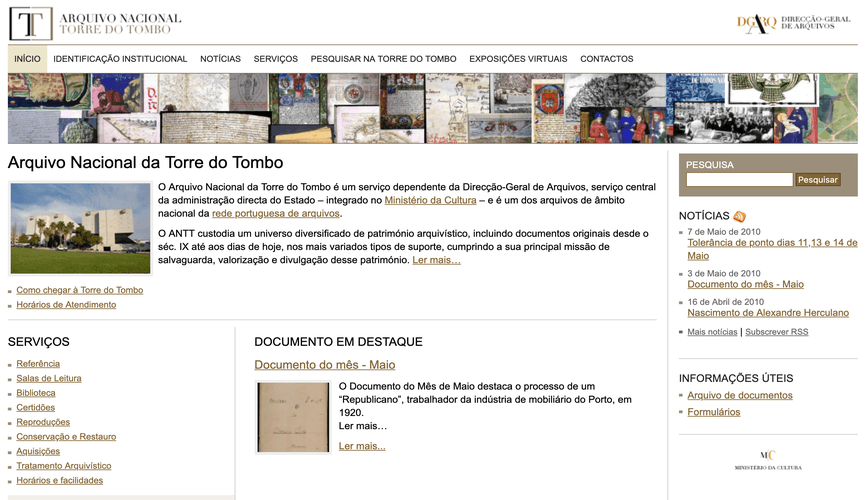 ARQUIVO NACIONAL
TORRE DO TOMBO
DGARQ
DIRECÇÃO-GERAL
DE ARQUIVOS
INÍCIO IDENTIFICAÇÃO INSTITUCIONAL NOTÍCIAS SERVIÇOS PESQUISAR NA TORRE DO TOMBO EXPOSIÇÕES VIRTUAIS CONTACTOS
Arquivo Nacional da Torre do Tombo
O Arquivo Nacional da Torre do Tombo é um serviço dependente da Direcção-Geral de Arquivos, serviço central
da administração directa do Estado – integrado no Ministério da Cultura – e é um dos arquivos de âmbito
nacional da rede portuguesa de arquivos.
O ANTT custodia um universo diversificado de património arquivístico, incluindo documentos originais desde o
séc. IX até aos dias de hoje, nos mais variados tipos de suporte, cumprindo a sua principal missão de
salvaguarda, valorização e divulgação desse património. Ler mais…
Como chegar à Torre do Tombo
Horários de Atendimento
SERVIÇOS
Referência
Salas de Leitura
Biblioteca
Certidões
Reproduções
Conservação e Restauro
Aquisições
Tratamento Arquivístico
Horários e facilidades
DOCUMENTO EM DESTAQUE
Documento do mês - Maio
O Documento do Mês de Maio destaca o processo de um
“Republicano”, trabalhador da indústria de mobiliário do Porto, em
1920.
Ler mais…
Ler mais...
PESQUISA
Pesquisar
NOTÍCIAS
7 de Maio de 2010
Tolerância de ponto dias 11,13 e 14 de
Maio
3 de Maio de 2010
Documento do mês - Maio
16 de Abril de 2010
Nascimento de Alexandre Herculano
Mais notícias | Subscrever RSS
INFORMAÇÕES ÚTEIS
Arquivo de documentos
Formulários
MC
MINISTÉRIO DA CULTURA